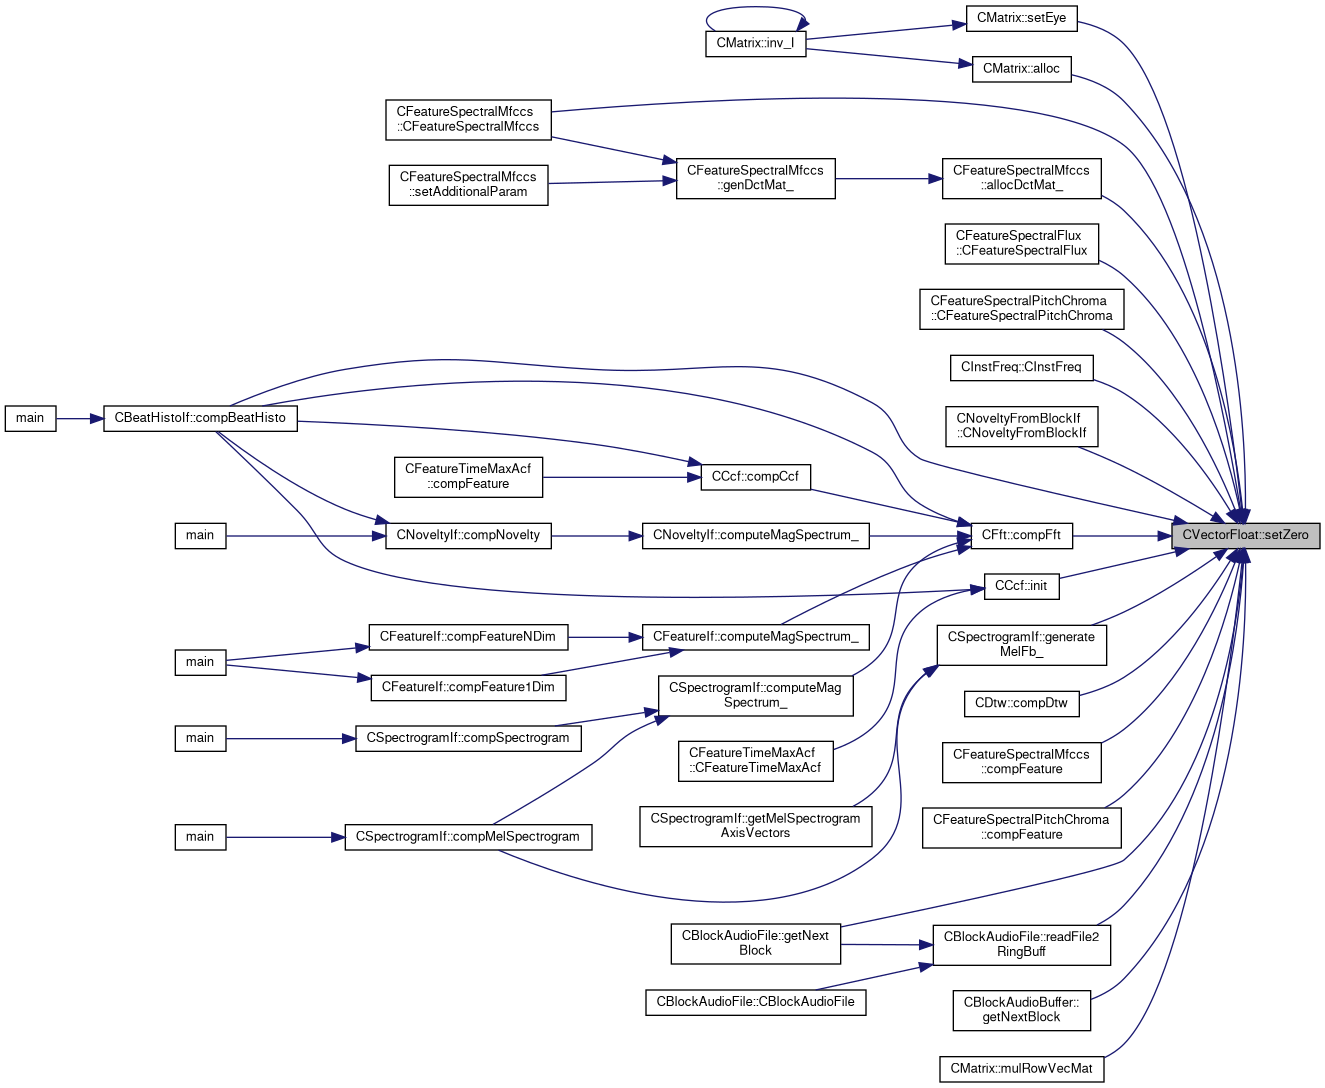 CMatrix::setEye
CMatrix::inv_I
CMatrix::alloc
CFeatureSpectralMfccs
::CFeatureSpectralMfccs
CFeatureSpectralMfccs
::setAdditionalParam
CFeatureSpectralMfccs
::genDctMat_
CFeatureSpectralMfccs
::allocDctMat_
CFeatureSpectralFlux
::CFeatureSpectralFlux
CFeatureSpectralPitchChroma
::CFeatureSpectralPitchChroma
CInstFreq::CInstFreq
main
CBeatHistoIf::compBeatHisto
CNoveltyFromBlockIf
::CNoveltyFromBlockIf
CFeatureTimeMaxAcf
::compFeature
CCcf::compCcf
main
CNoveltyIf::compNovelty
CNoveltyIf::computeMagSpectrum_
CFft::compFft
CVectorFloat::setZero
CCcf::init
main
CFeatureIf::compFeatureNDim
CFeatureIf::computeMagSpectrum_
CSpectrogramIf::generate
MelFb_
CFeatureIf::compFeature1Dim
CSpectrogramIf::computeMag
Spectrum_
CDtw::compDtw
main
CSpectrogramIf::compSpectrogram
CFeatureTimeMaxAcf
::CFeatureTimeMaxAcf
CFeatureSpectralMfccs
::compFeature
main
CSpectrogramIf::compMelSpectrogram
CSpectrogramIf::getMelSpectrogram
AxisVectors
CFeatureSpectralPitchChroma
::compFeature
CBlockAudioFile::getNext
Block
CBlockAudioFile::readFile2
RingBuff
CBlockAudioFile::CBlockAudioFile
CBlockAudioBuffer::
getNextBlock
CMatrix::mulRowVecMat